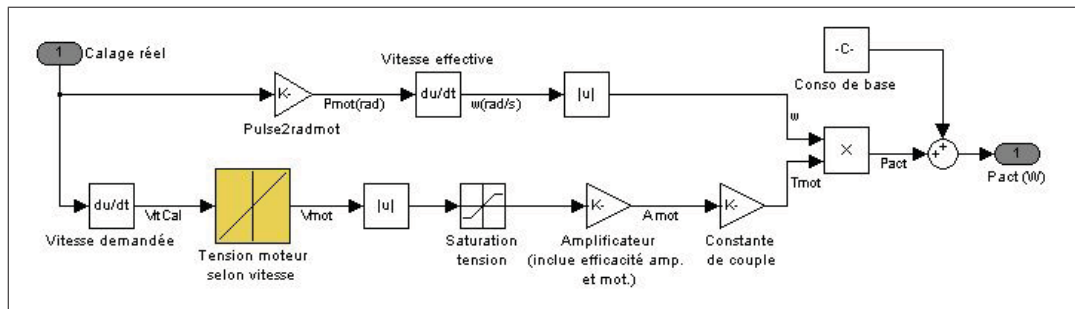 1
Calage réel
Vitesse effective
-C-
Conso de base
K-
Pmot(rad)
du/dt
w(rad/s)
|u|
w
Pulse2radmot
X
Pact
++
1
Pact (W)
Tmot
du/dt
VitCal
Vmot
|u|
K-
Amot
K-
Vitesse demandée
Tension moteur
selon vitesse
Saturation
tension
Amplificateur
(inclue efficacité amp.
et mot.)
Constante
de couple